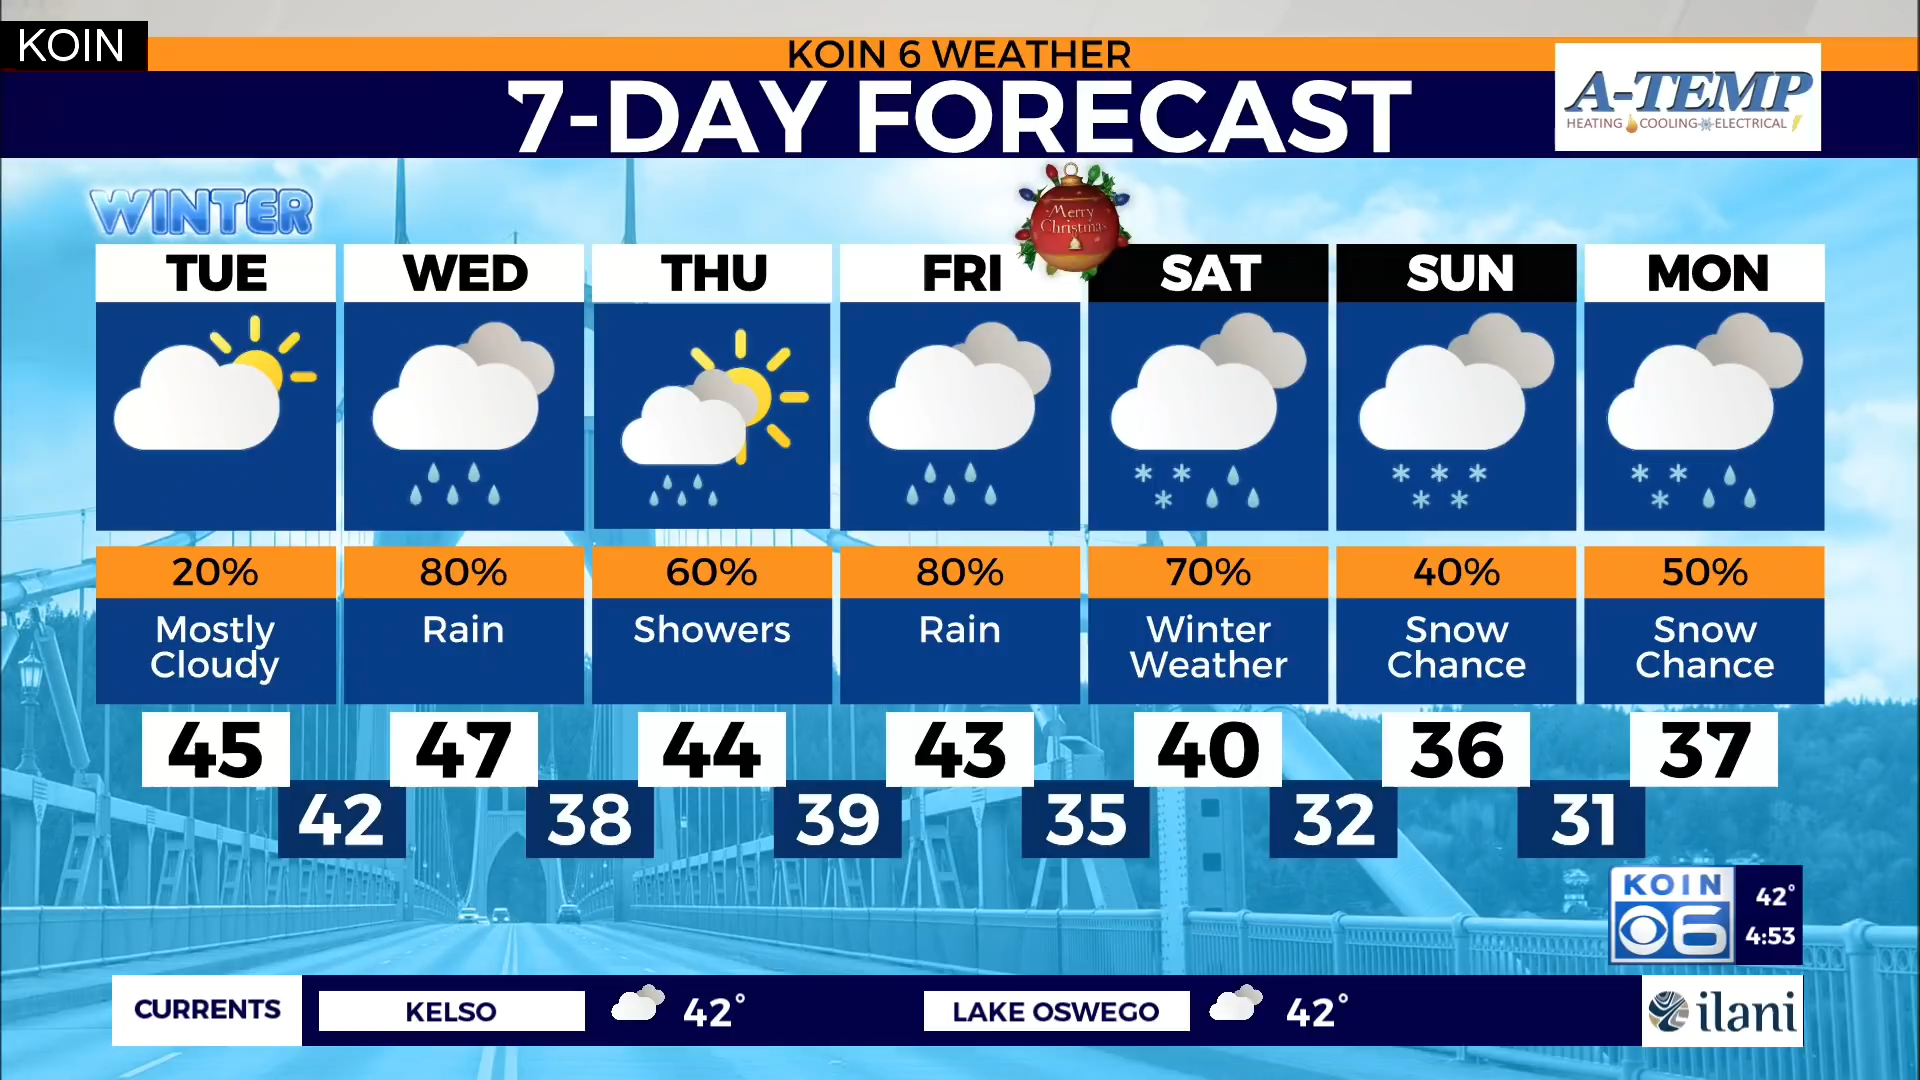 KOIN
KOIN 6 WEATHER
7-DAY FORECAST
A-TEMP
HEATING COOLING ELECTRICAL
WINTER
Merry
Christmas
TUE WED THU FRI SAT SUN MON
20% 80% 60% 80% 70% 40% 50%
Mostly Cloudy
Rain
Showers
Rain
Winter Weather
Snow Chance
Snow Chance
45 47 44 43 40 36 37
42 38 39 35 32 31
KOIN
6
42°
4:53
CURRENTS KELSO 42° LAKE OSWEGO 42° ilani